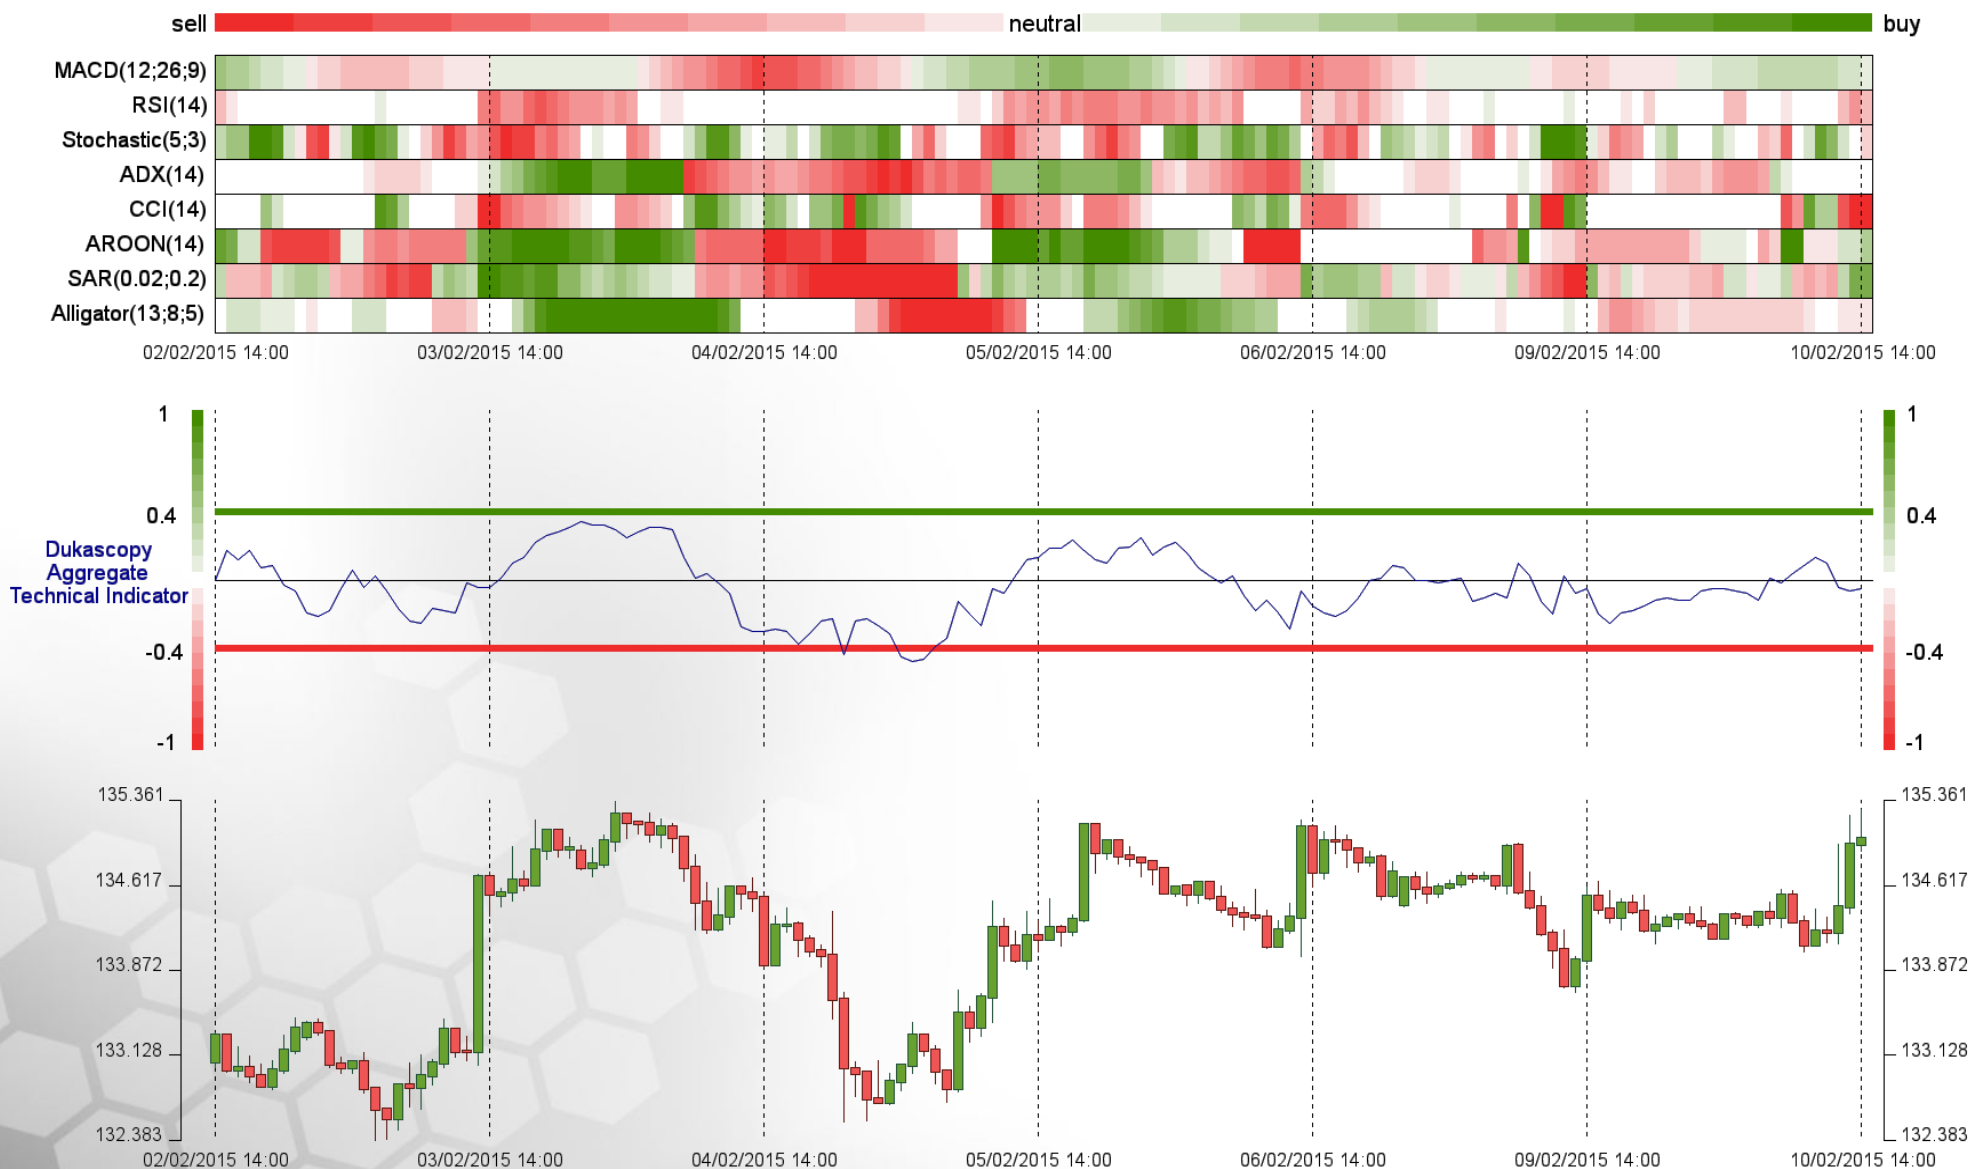 sell neutral buy
MACD(12;26;9)
RSI(14)
Stochastic(5;3)
ADX(14)
CCI(14)
AROON(14)
SAR(0.02;0.2)
Alligator(13;8;5)
02/02/2015 14:00 03/02/2015 14:00 04/02/2015 14:00 05/02/2015 14:00 06/02/2015 14:00 09/02/2015 14:00 10/02/2015 14:00
1 1
0.4 0.4
Dukascopy
Aggregate
Technical Indicator
-0.4 -0.4
-1 -1
135.361 135.361
134.617 134.617
133.872 133.872
133.128 133.128
132.383 132.383
02/02/2015 14:00 03/02/2015 14:00 04/02/2015 14:00 05/02/2015 14:00 06/02/2015 14:00 09/02/2015 14:00 10/02/2015 14:00